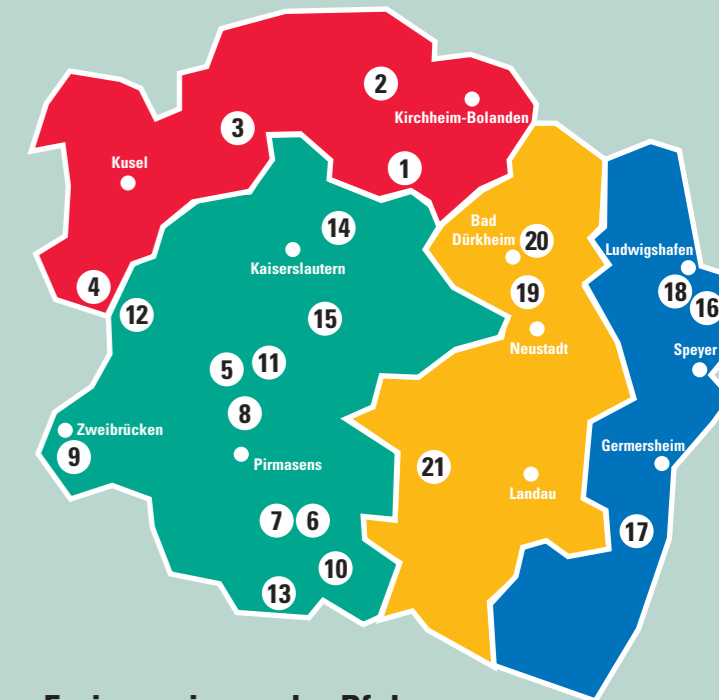 2
Kirchheim-Bolanden
3
Kusel
1
14
Bad
Dürkheim
20
Ludwigshafen
Kaiserslautern
4
19
18
16
12
15
Neustadt
Speyer
5
11
8
Zweibrücken
9
Pirmasens
21
Germersheim
Landau
7
6
17
10
13